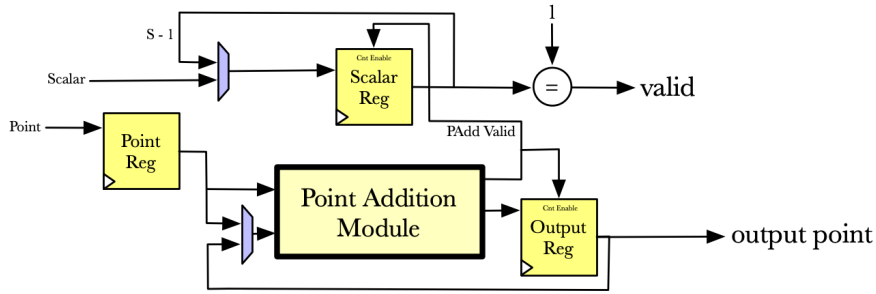 1
S - 1
Cnt Enable
Scalar
Reg
Scalar
=
valid
Point
Point
Reg
PAdd Valid
Point Addition
Module
Cnt Enable
Output
Reg
output point